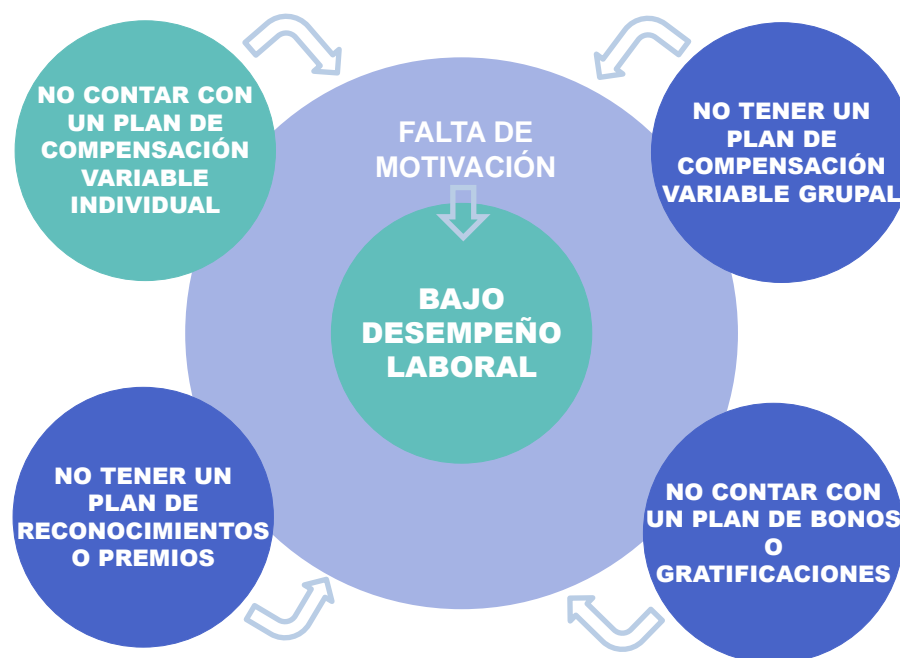 NO CONTAR CON
UN PLAN DE
COMPENSACIÓN
VARIABLE
INDIVIDUAL
FALTA DE
MOTIVACIÓN
NO TENER UN
PLAN DE
COMPENSACIÓN
VARIABLE GRUPAL
BAJO
DESEMPEÑO
LABORAL
NO TENER UN
PLAN DE
RECONOCIMIENTOS
O PREMIOS
NO CONTAR CON
UN PLAN DE BONOS
O
GRATIFICACIONES